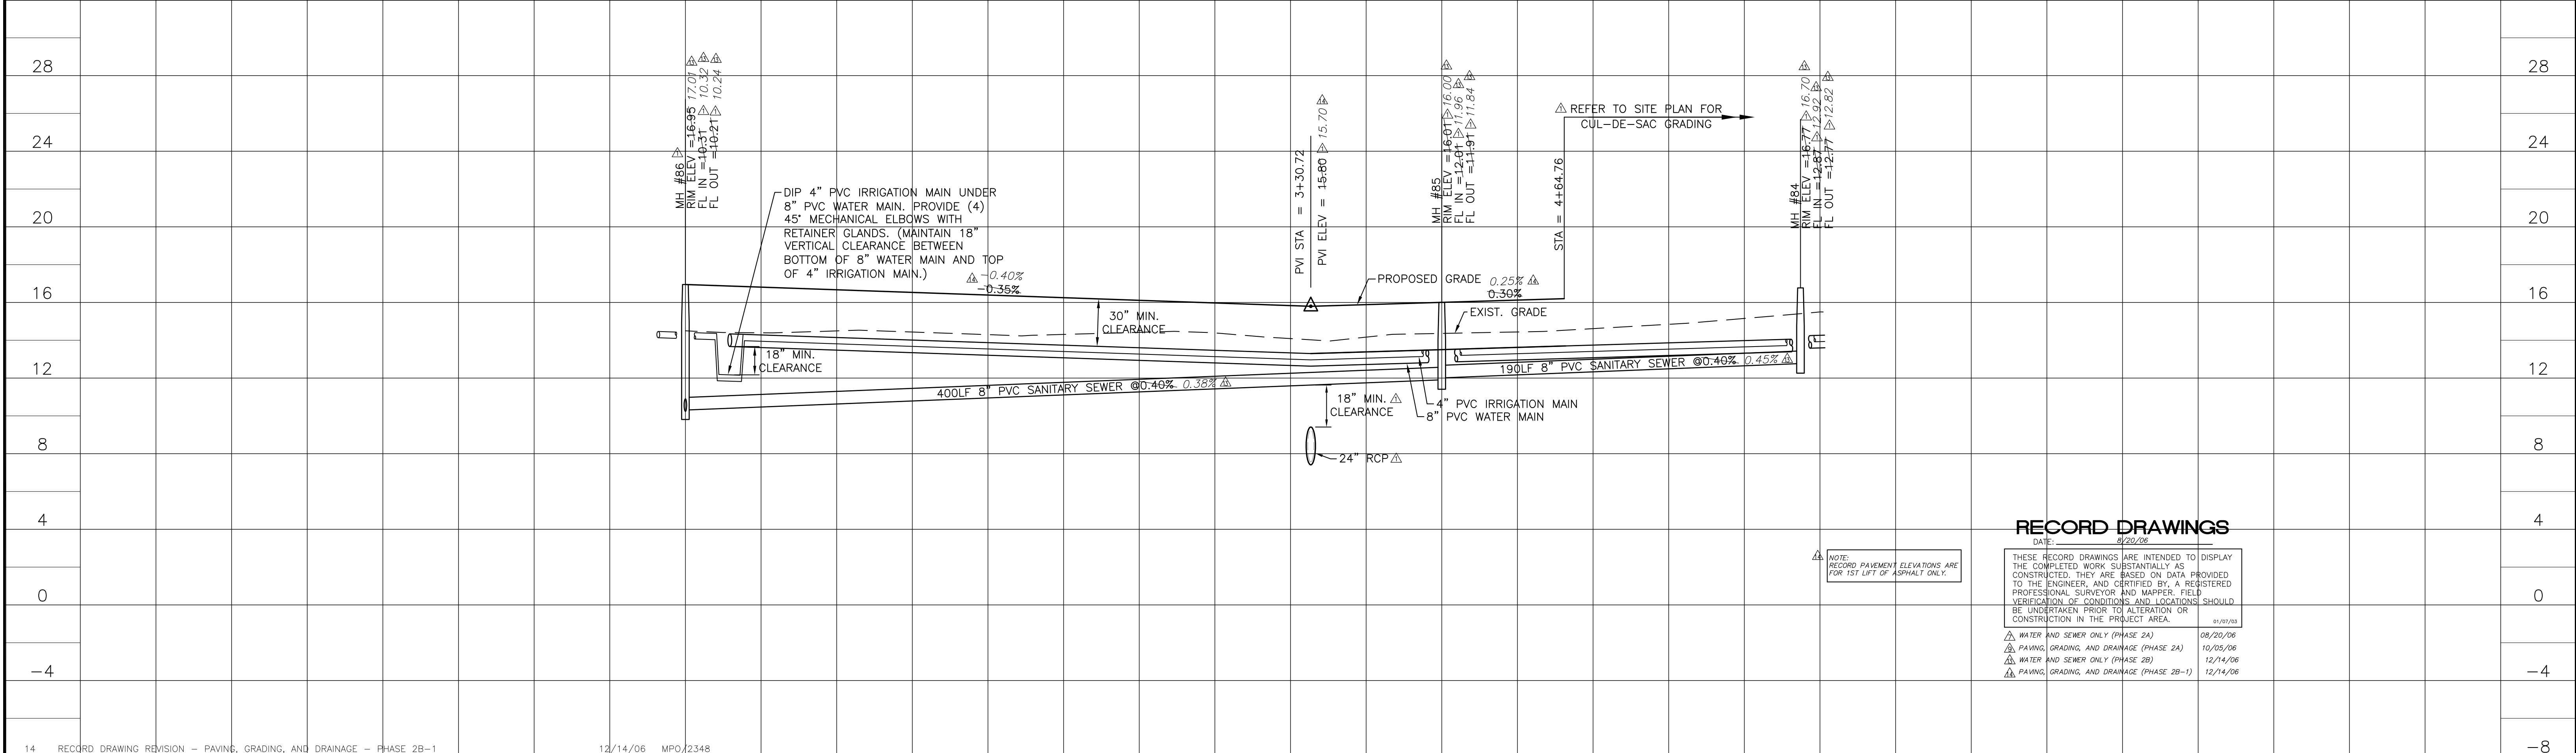 28
24
20
16
12
8
4
0
-4
MH #86
RIM ELEV =16.95 17.01
FL IN =10.31 10.32
FL OUT =10.21 10.24
DIP 4" PVC IRRIGATION MAIN UNDER
8" PVC WATER MAIN. PROVIDE (4)
45° MECHANICAL ELBOWS WITH
RETAINER GLANDS. (MAINTAIN 18"
VERTICAL CLEARANCE BETWEEN
BOTTOM OF 8" WATER MAIN AND TOP
OF 4" IRRIGATION MAIN.)
-0.40%
-0.35%
30" MIN.
CLEARANCE
18" MIN.
CLEARANCE
400LF 8" PVC SANITARY SEWER @0.40% 0.38%
PVI STA = 3+30.72
PVI ELEV = 15.80 15.70
PROPOSED GRADE
0.25%
0.30%
EXIST. GRADE
MH #85
RIM ELEV =16.01 16.00
FL IN =12.01 11.96
FL OUT =11.91 11.84
STA = 4+64.76
REFER TO SITE PLAN FOR
CUL-DE-SAC GRADING
190LF 8" PVC SANITARY SEWER @0.40% 0.45%
4" PVC IRRIGATION MAIN
8" PVC WATER MAIN
18" MIN.
CLEARANCE
24" RCP
MH #84
RIM ELEV =16.77 16.70
FL IN =12.87 12.92
FL OUT =12.77 12.82
28
24
20
16
12
8
4
0
-4
-8
14
NOTE:
RECORD PAVEMENT ELEVATIONS ARE
FOR 1ST LIFT OF ASPHALT ONLY.
RECORD DRAWINGS
DATE: 8/20/06
THESE RECORD DRAWINGS ARE INTENDED TO DISPLAY
THE COMPLETED WORK SUBSTANTIALLY AS
CONSTRUCTED. THEY ARE BASED ON DATA PROVIDED
TO THE ENGINEER, AND CERTIFIED BY, A REGISTERED
PROFESSIONAL SURVEYOR AND MAPPER. FIELD
VERIFICATION OF CONDITIONS AND LOCATIONS SHOULD
BE UNDERTAKEN PRIOR TO ALTERATION OR
CONSTRUCTION IN THE PROJECT AREA. 01/07/03
7 WATER AND SEWER ONLY (PHASE 2A) 08/20/06
9 PAVING, GRADING, AND DRAINAGE (PHASE 2A) 10/05/06
WATER AND SEWER ONLY (PHASE 2B) 12/14/06
14 PAVING, GRADING, AND DRAINAGE (PHASE 2B-1) 12/14/06
14 RECORD DRAWING REVISION - PAVING, GRADING, AND DRAINAGE - PHASE 2B-1 12/14/06 MPO/2348